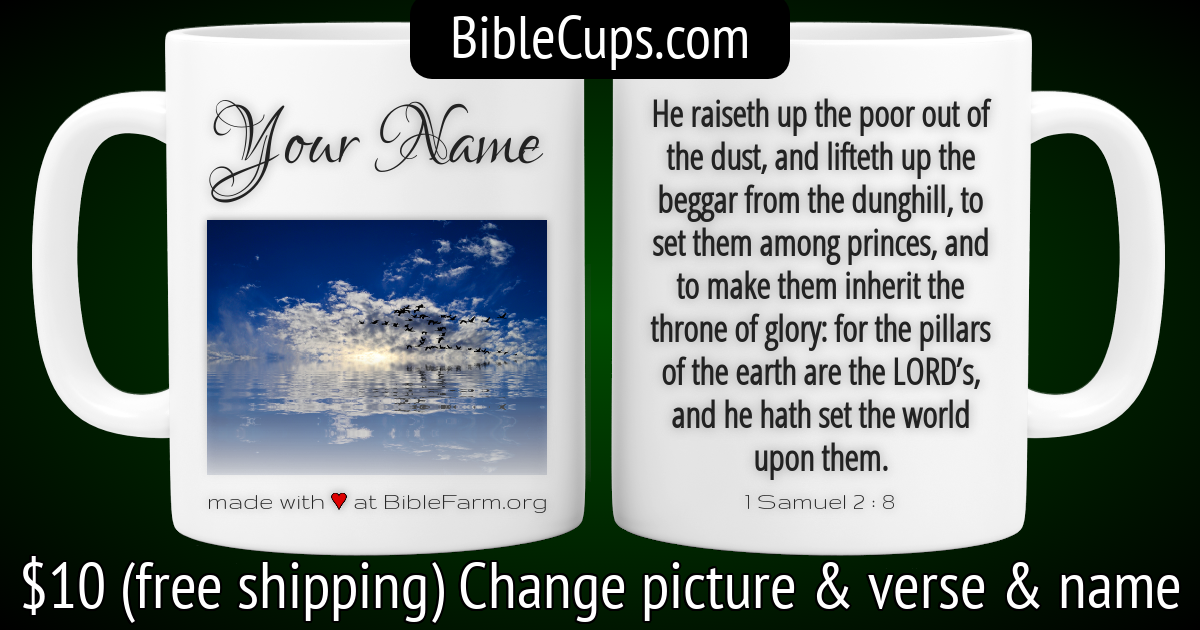 BibleCups.com
Your Name
made with ❤ at BibleFarm.org
He raiseth up the poor out of
the dust, and lifteth up the
beggar from the dunghill, to
set them among princes, and
to make them inherit the
throne of glory: for the pillars
of the earth are the LORD’s,
and he hath set the world
upon them.
1 Samuel 2 : 8
$10 (free shipping) Change picture & verse & name